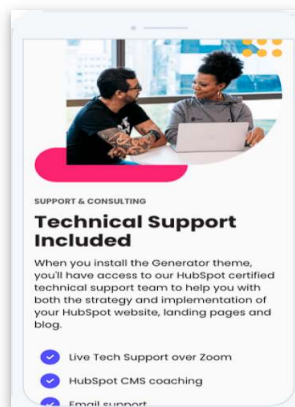 SUPPORT & CONSULTING
Technical Support
Included
When you install the Generator theme,
you'll have access to our HubSpot certified
technical support team to help you with
both the strategy and implementation of
your HubSpot website, landing pages and
blog.
Live Tech Support over Zoom
HubSpot CMS coaching
Email support